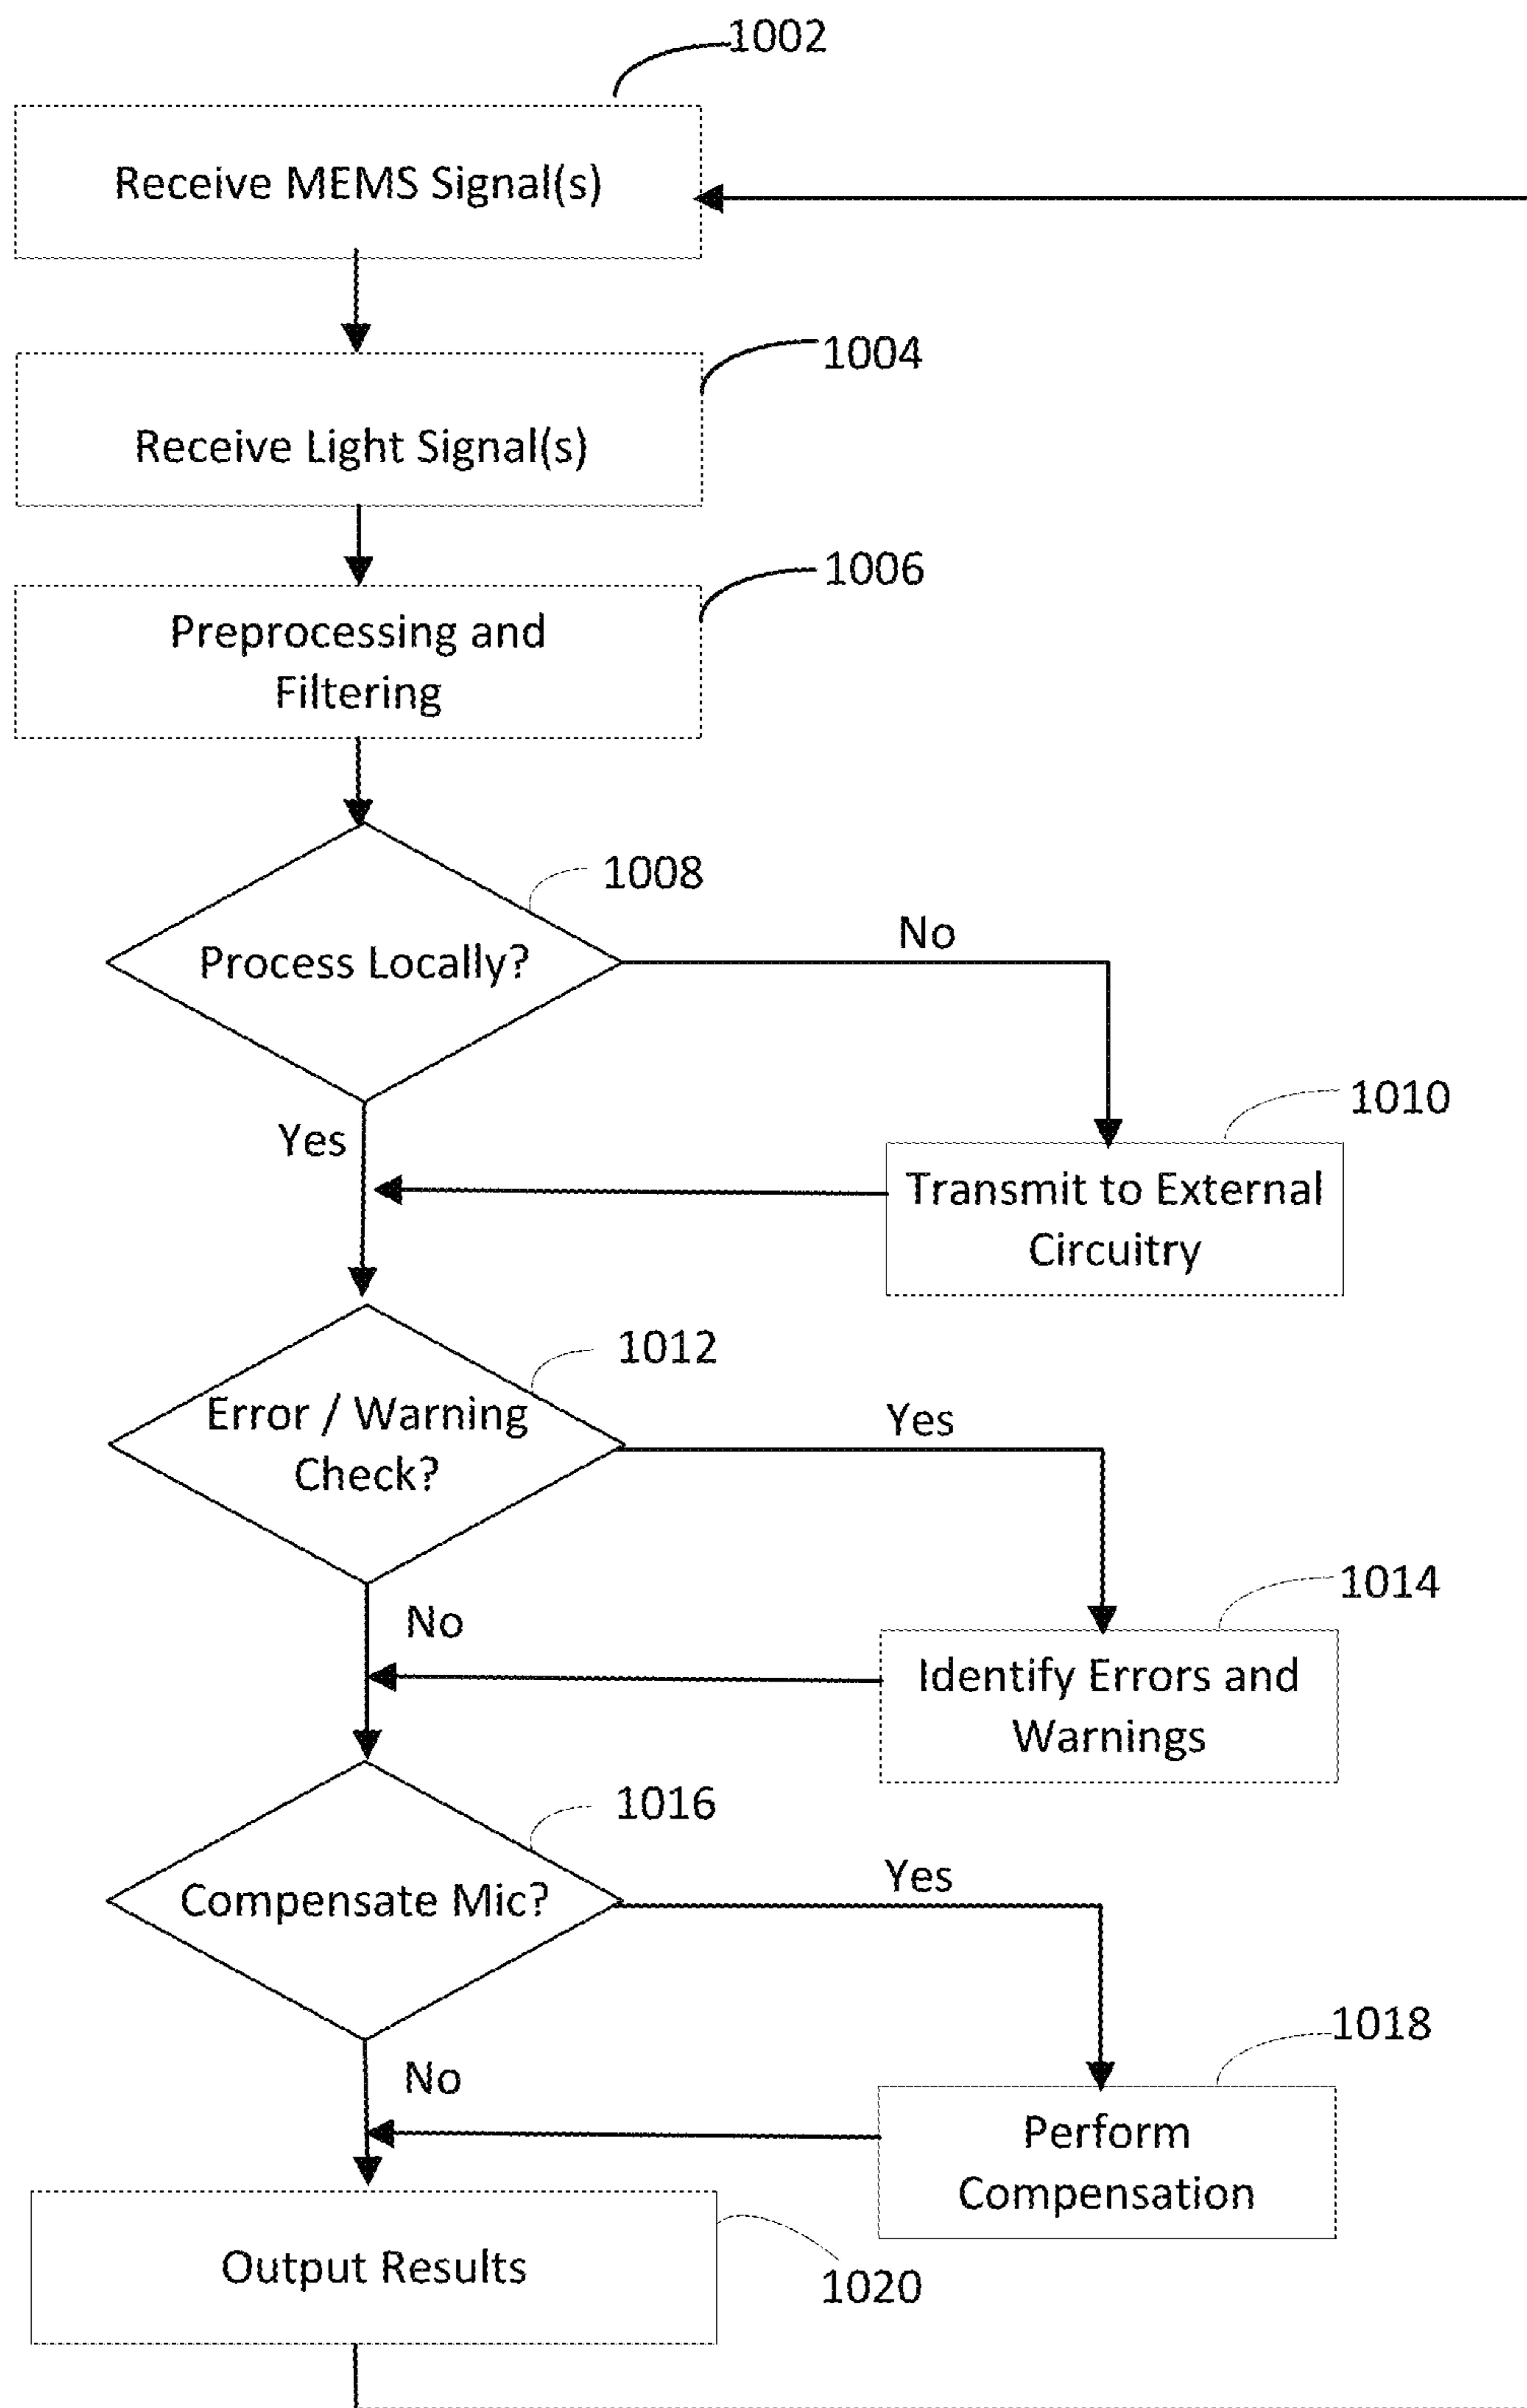 1002
Receive MEMS Signal(s)
1004
Receive Light Signal(s)
1006
Preprocessing and
Filtering
1008
No
Process Locally?
1010
Yes
Transmit to External
Circuitry
1012
Error / Warning
Check?
Yes
1014
No
Identify Errors and
Warnings
1016
Yes
Compensate Mic?
1018
No
Perform
Compensation
Output Results
1020